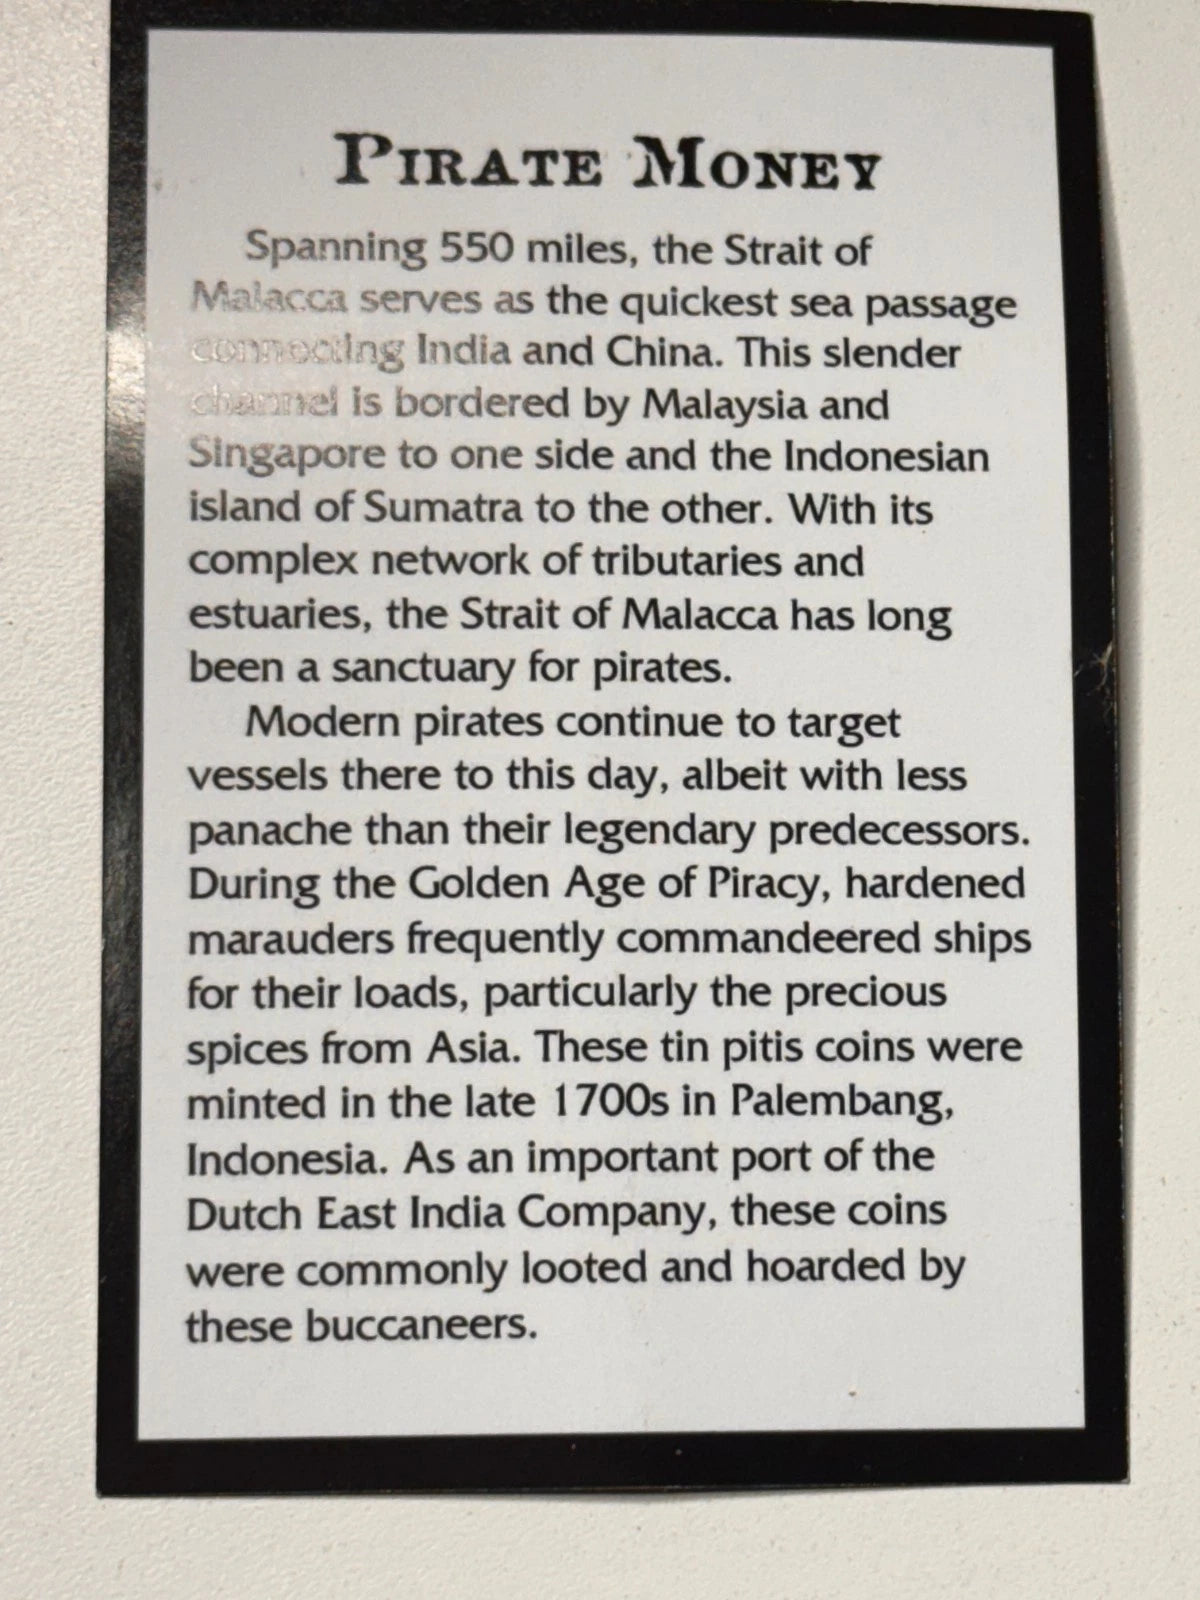 PIRATE MONEY
Spanning 550 miles, the Strait of
Malacca serves as the quickest sea passage
connecting India and China. This slender
channel is bordered by Malaysia and
Singapore to one side and the Indonesian
island of Sumatra to the other. With its
complex network of tributaries and
estuaries, the Strait of Malacca has long
been a sanctuary for pirates.
Modern pirates continue to target
vessels there to this day, albeit with less
panache than their legendary predecessors.
During the Golden Age of Piracy, hardened
marauders frequently commandeered ships
for their loads, particularly the precious
spices from Asia. These tin pitis coins were
minted in the late 1700s in Palembang,
Indonesia. As an important port of the
Dutch East India Company, these coins
were commonly looted and hoarded by
these buccaneers.